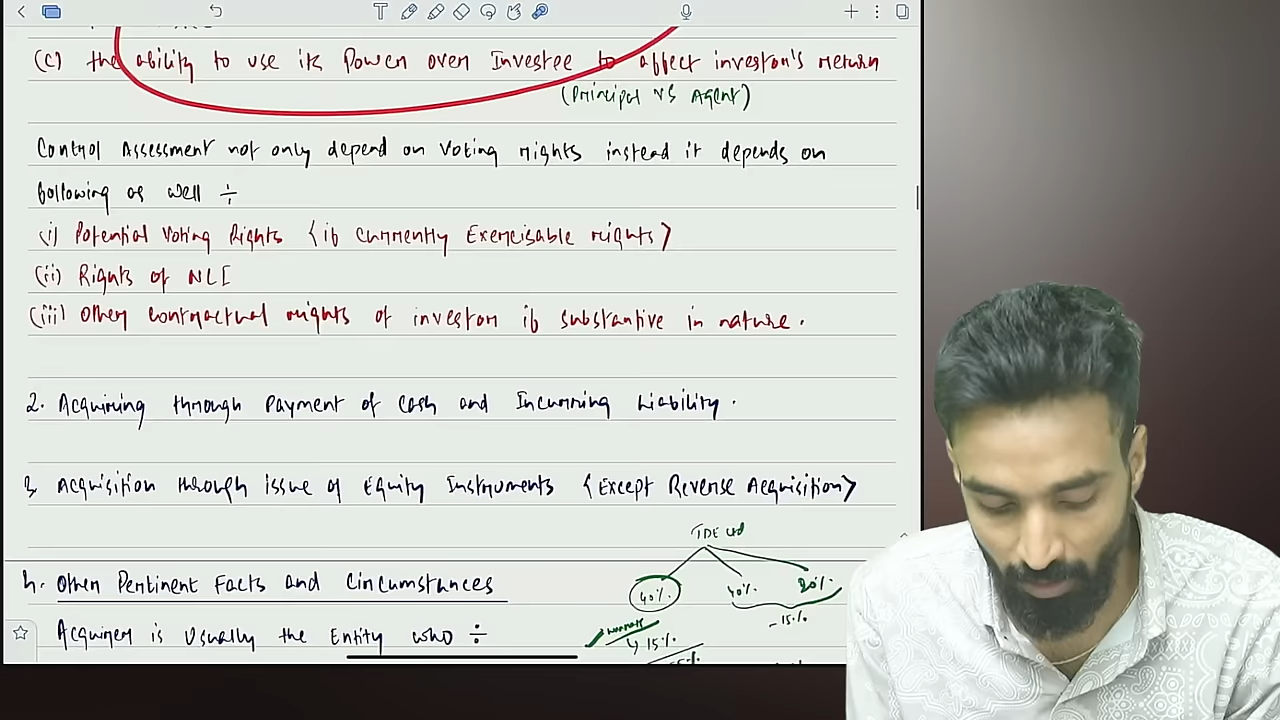 (c) the ability to use its Power over Investee to affect investor's return
(Principal vs Agent)
Control Assessment not only depend on Voting rights instead it depends on
following as well ÷
(i) Potential Voting Rights {if Currently Exercisable rights}
(ii) Rights of NCI
(iii) Other contractual rights of investor if substantive in nature.
2. Acquiring through Payment of Cash and Incurring Liability.
3. Acquisition through issue of Equity Instruments {Except Reverse Acquisition}
TDE Ltd
40% 40% 20%
-15%
↳ 15%
4. Other Pertinent Facts and Circumstances
Acquirer is Usually the Entity who ÷